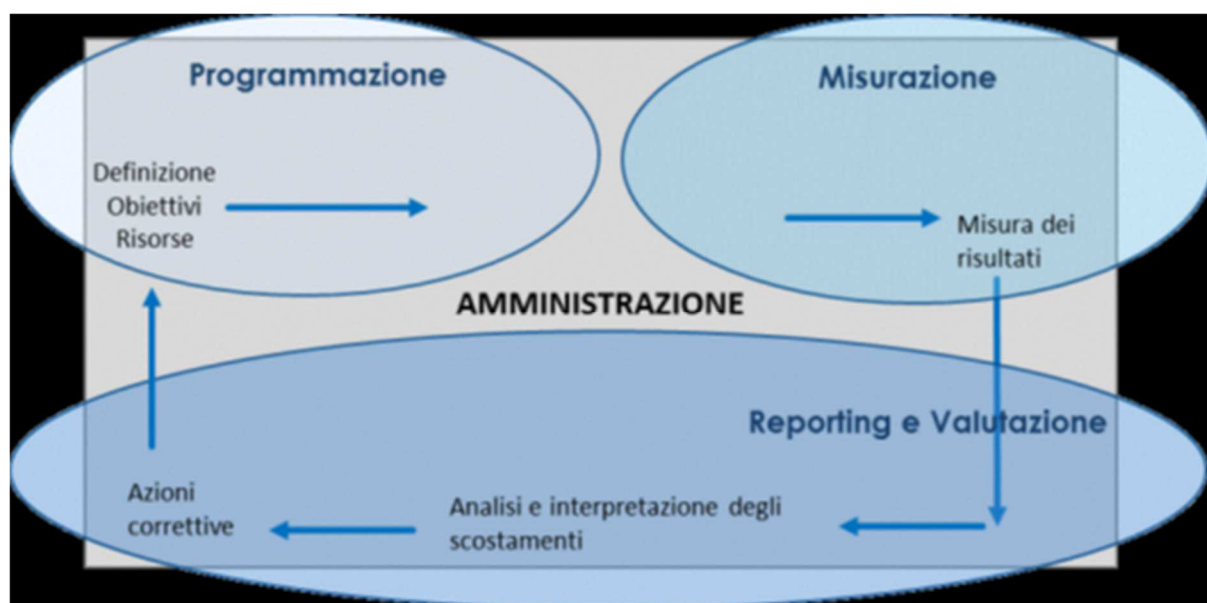 Programmazione
Misurazione
Definizione
Obiettivi
Risorse
Misura dei
risultati
AMMINISTRAZIONE
Reporting e Valutazione
Azioni
correttive
Analisi e interpretazione degli
scostamenti